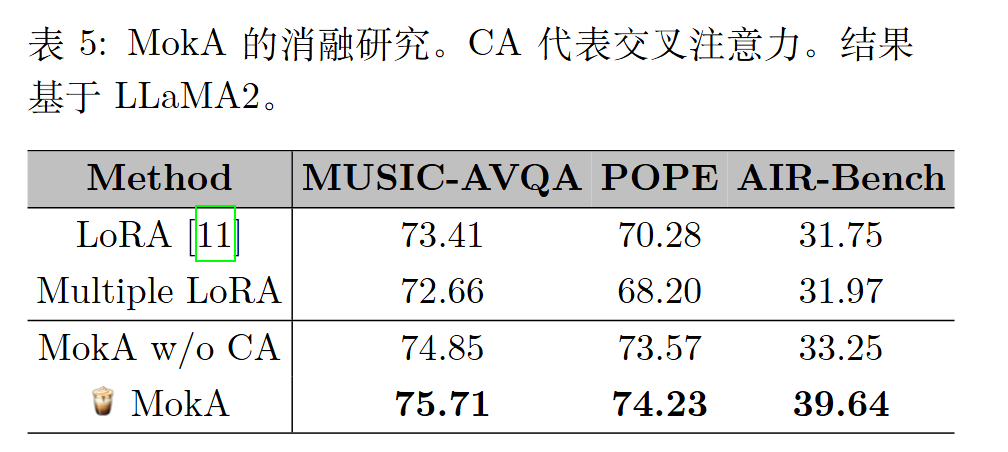 表 5: MokA 的消融研究。CA 代表交叉注意力。结果
基于 LLaMA2。
Method MUSIC-AVQA POPE AIR-Bench
LoRA [11] 73.41 70.28 31.75
Multiple LoRA 72.66 68.20 31.97
MokA w/o CA 74.85 73.57 33.25
MokA 75.71 74.23 39.64